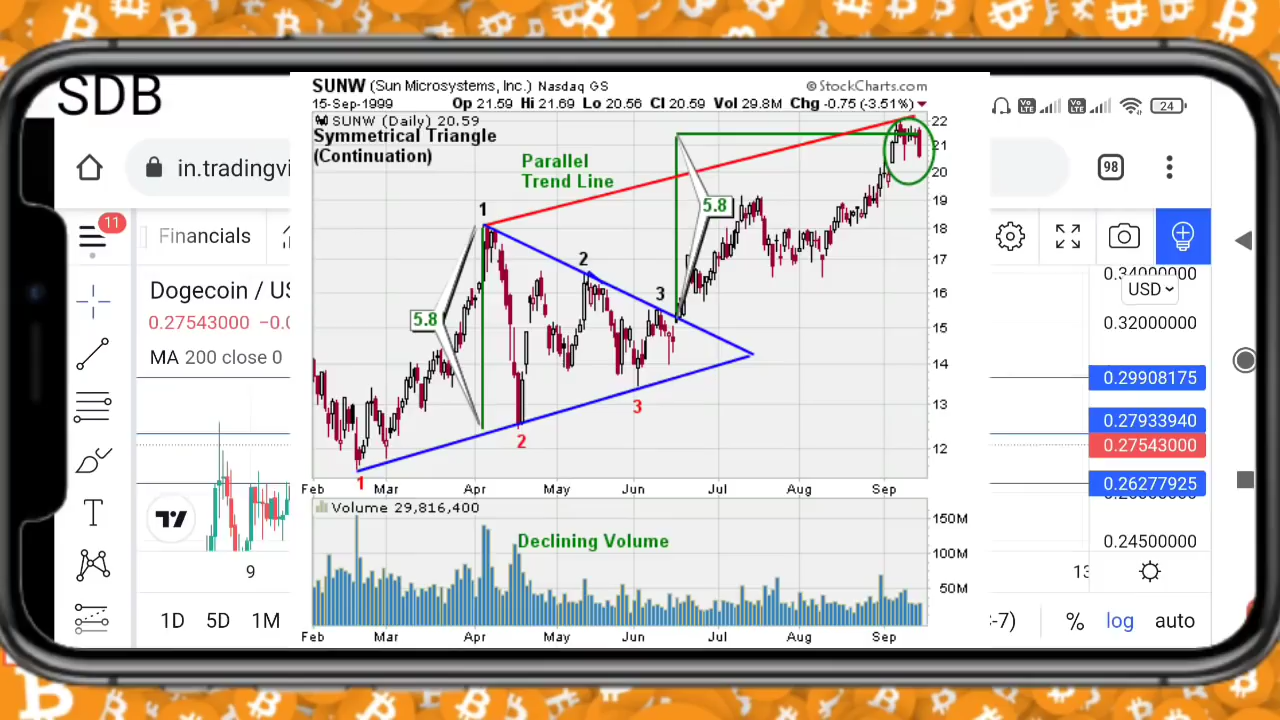 SDB
SUNW (Sun Microsystems, Inc.) Nasdaq GS
© StockCharts.com
15-Sep-1999
Op 21.59 Hi 21.69 Lo 20.56 Cl 20.59 Vol 29.8M Chg -0.75 (-3.51%)
SUNW (Daily) 20.59
Symmetrical Triangle
(Continuation)
Parallel
Trend Line
1
2
3
5.8
5.8
1
2
3
22
21
20
19
18
17
16
15
14
13
12
Feb Mar Apr May Jun Jul Aug Sep
Volume 29,816,400
Declining Volume
150M
100M
50M
Feb Mar Apr May Jun Jul Aug Sep
VO LTE
VO LTE
24
in.tradingvi
98
11
Financials
Dogecoin / US
0.27543000 −0.0
MA 200 close 0
T
9
1D 5D 1M
0.34000000
USD
0.32000000
0.29908175
0.27933940
0.27543000
0.26277925
0.24500000
13
-7)
% log auto